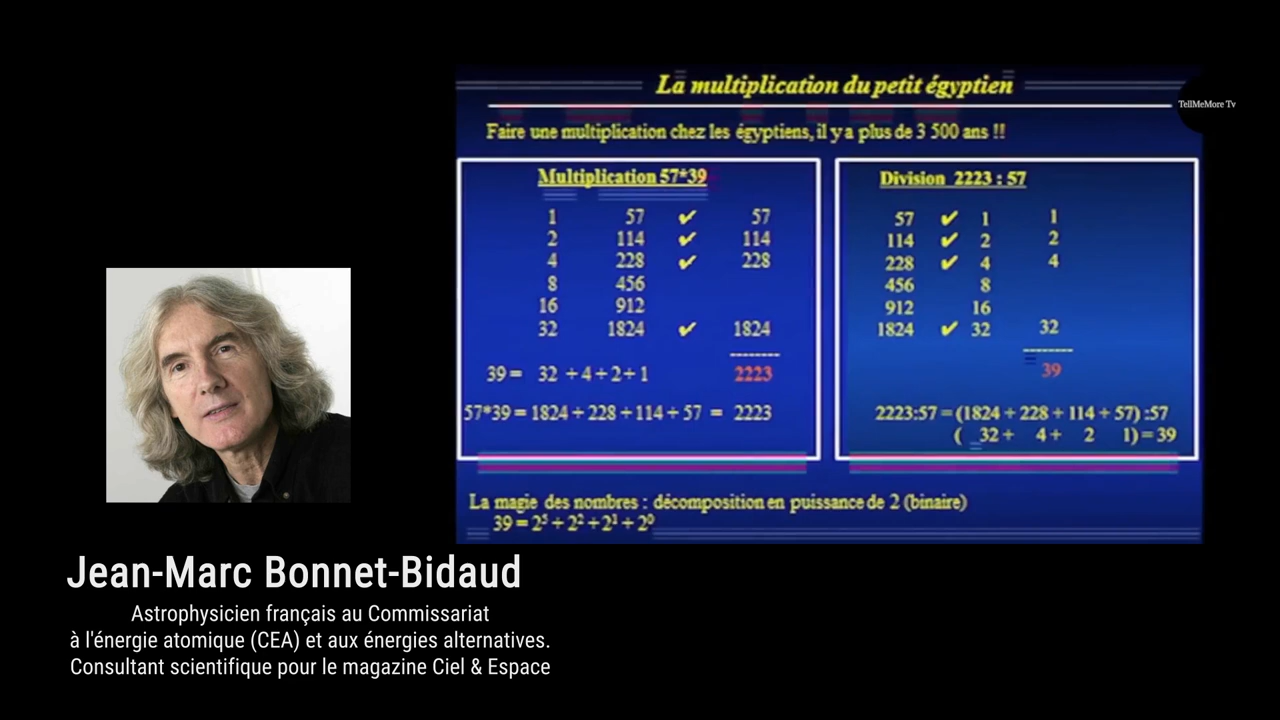 La multiplication du petit égyptien
TellMeMore Tv
Faire une multiplication chez les égyptiens, il y a plus de 3 500 ans !!
Multiplication 57*39
1 57 ✔ 57
2 114 ✔ 114
4 228 ✔ 228
8 456
16 912
32 1824 ✔ 1824
--------
39 = 32 + 4 + 2 + 1 2223
57*39 = 1824 + 228 + 114 + 57 = 2223
Division 2223 : 57
57 ✔ 1 1
114 ✔ 2 2
228 ✔ 4 4
456 8
912 16
1824 ✔ 32 32
--------
39
2223:57 = (1824 + 228 + 114 + 57) :57
( 32 + 4 + 2 1) = 39
La magie des nombres : décomposition en puissance de 2 (binaire)
39 = 2⁵ + 2² + 2¹ + 2⁰
Jean-Marc Bonnet-Bidaud
Astrophysicien français au Commissariat
à l'énergie atomique (CEA) et aux énergies alternatives.
Consultant scientifique pour le magazine Ciel & Espace